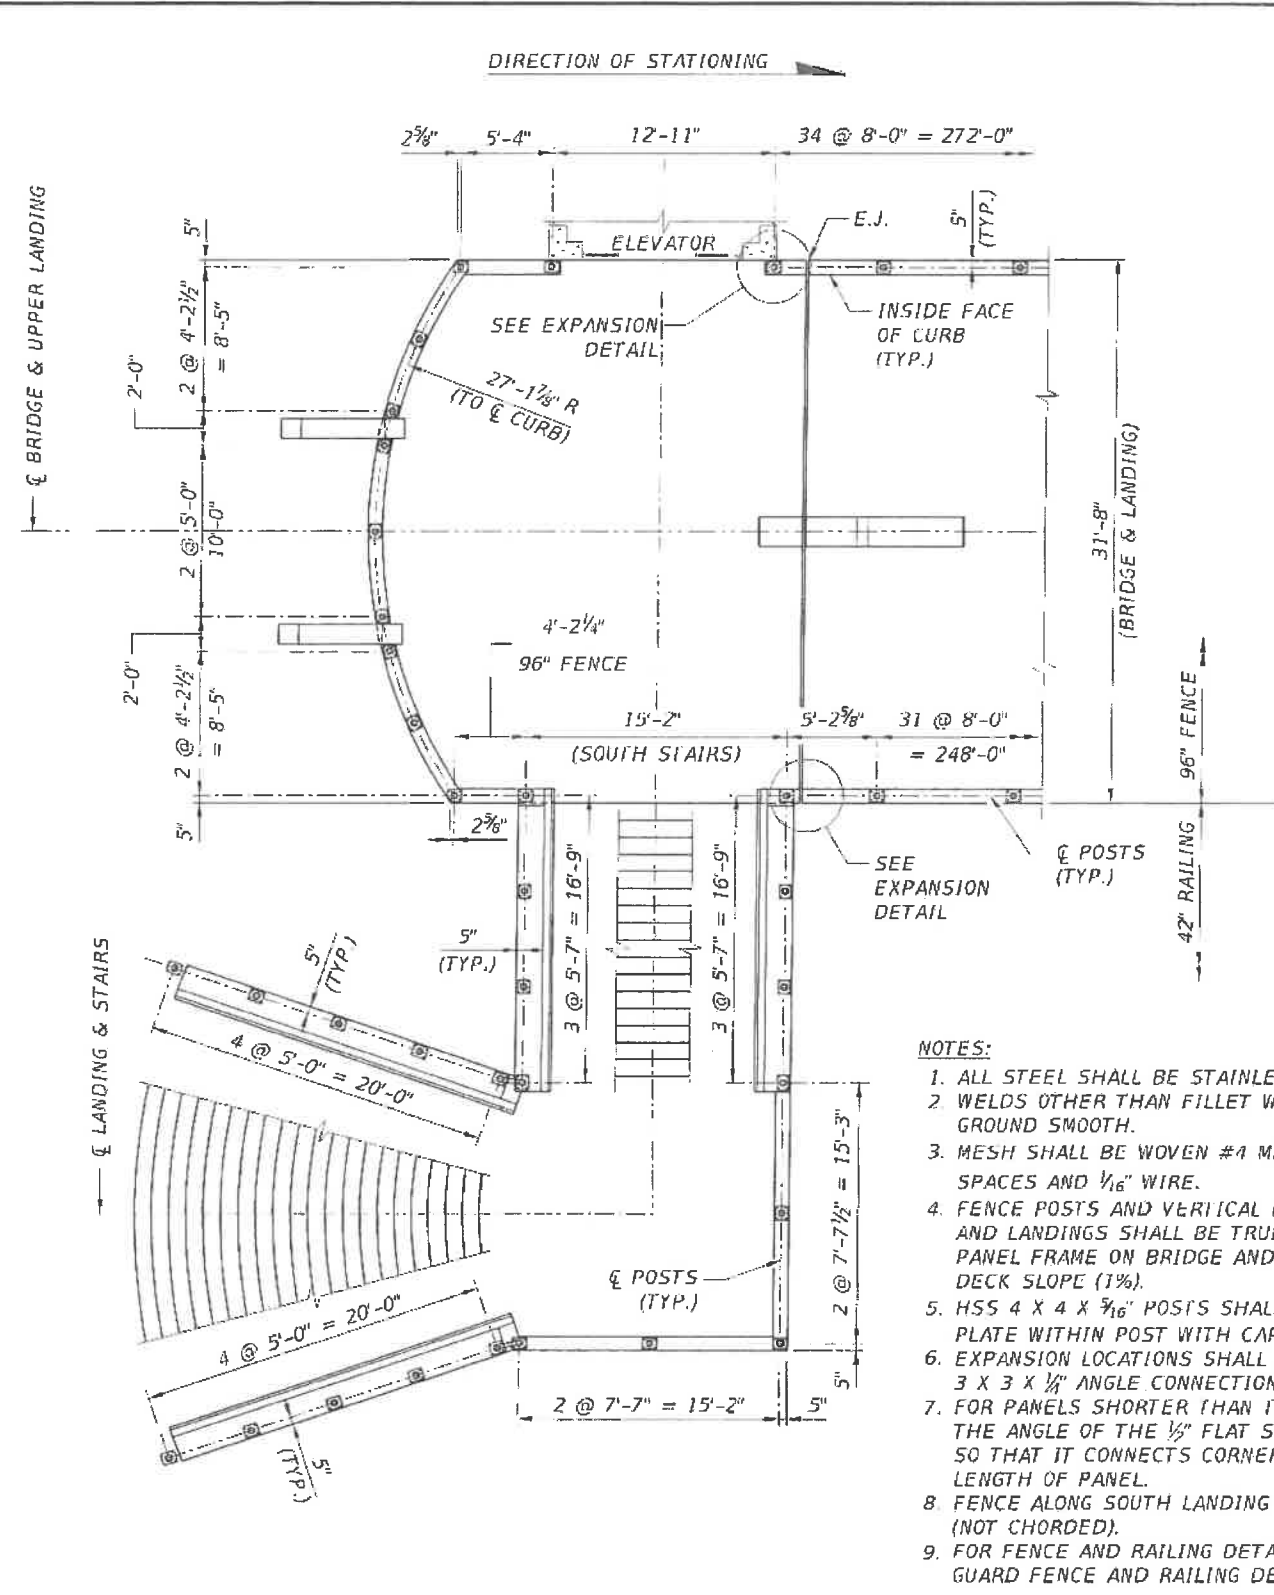 DIRECTION OF STATIONING
2⅝"
5'-4"
12'-11"
34 @ 8'-0" = 272'-0"
℄ BRIDGE & UPPER LANDING
5"
2 @ 4'-2½"
= 8'-5"
2'-0"
2 @ 5'-0"
10'-0"
2'-0"
2 @ 4'-2½"
= 8'-5"
5"
ELEVATOR
E.J.
5"
(TYP.)
SEE EXPANSION
DETAIL
INSIDE FACE
OF CURB
(TYP.)
27'-1⅞" R
(TO ℄ CURB)
31'-8"
(BRIDGE & LANDING)
4'-2¼"
96" FENCE
15'-2"
(SOUTH STAIRS)
5'-2⅝"
31 @ 8'-0"
= 248'-0"
96" FENCE
42" RAILING
2⅝"
3 @ 5'-7" = 16'-9"
3 @ 5'-7" = 16'-9"
SEE
EXPANSION
DETAIL
℄ POSTS
(TYP.)
5"
(TYP.)
5"
(TYP.)
℄ LANDING & STAIRS
4 @ 5'-0" = 20'-0"
2 @ 7'-7½" = 15'-3"
℄ POSTS
(TYP.)
4 @ 5'-0" = 20'-0"
5"
2 @ 7'-7" = 15'-2"
5"
5"
(TYP.)
NOTES:
1. ALL STEEL SHALL BE STAINLE
2. WELDS OTHER THAN FILLET W
GROUND SMOOTH.
3. MESH SHALL BE WOVEN #4 M
SPACES AND 1/16" WIRE.
4. FENCE POSTS AND VERTICAL
AND LANDINGS SHALL BE TRU
PANEL FRAME ON BRIDGE AND
DECK SLOPE (1%).
5. HSS 4 X 4 X 5/16" POSTS SHAL
PLATE WITHIN POST WITH CA
6. EXPANSION LOCATIONS SHALL
3 X 3 X ¼" ANGLE CONNECTION
7. FOR PANELS SHORTER THAN
THE ANGLE OF THE ½" FLAT S
SO THAT IT CONNECTS CORNE
LENGTH OF PANEL.
8. FENCE ALONG SOUTH LANDING
(NOT CHORDED).
9. FOR FENCE AND RAILING DETA
GUARD FENCE AND RAILING DE